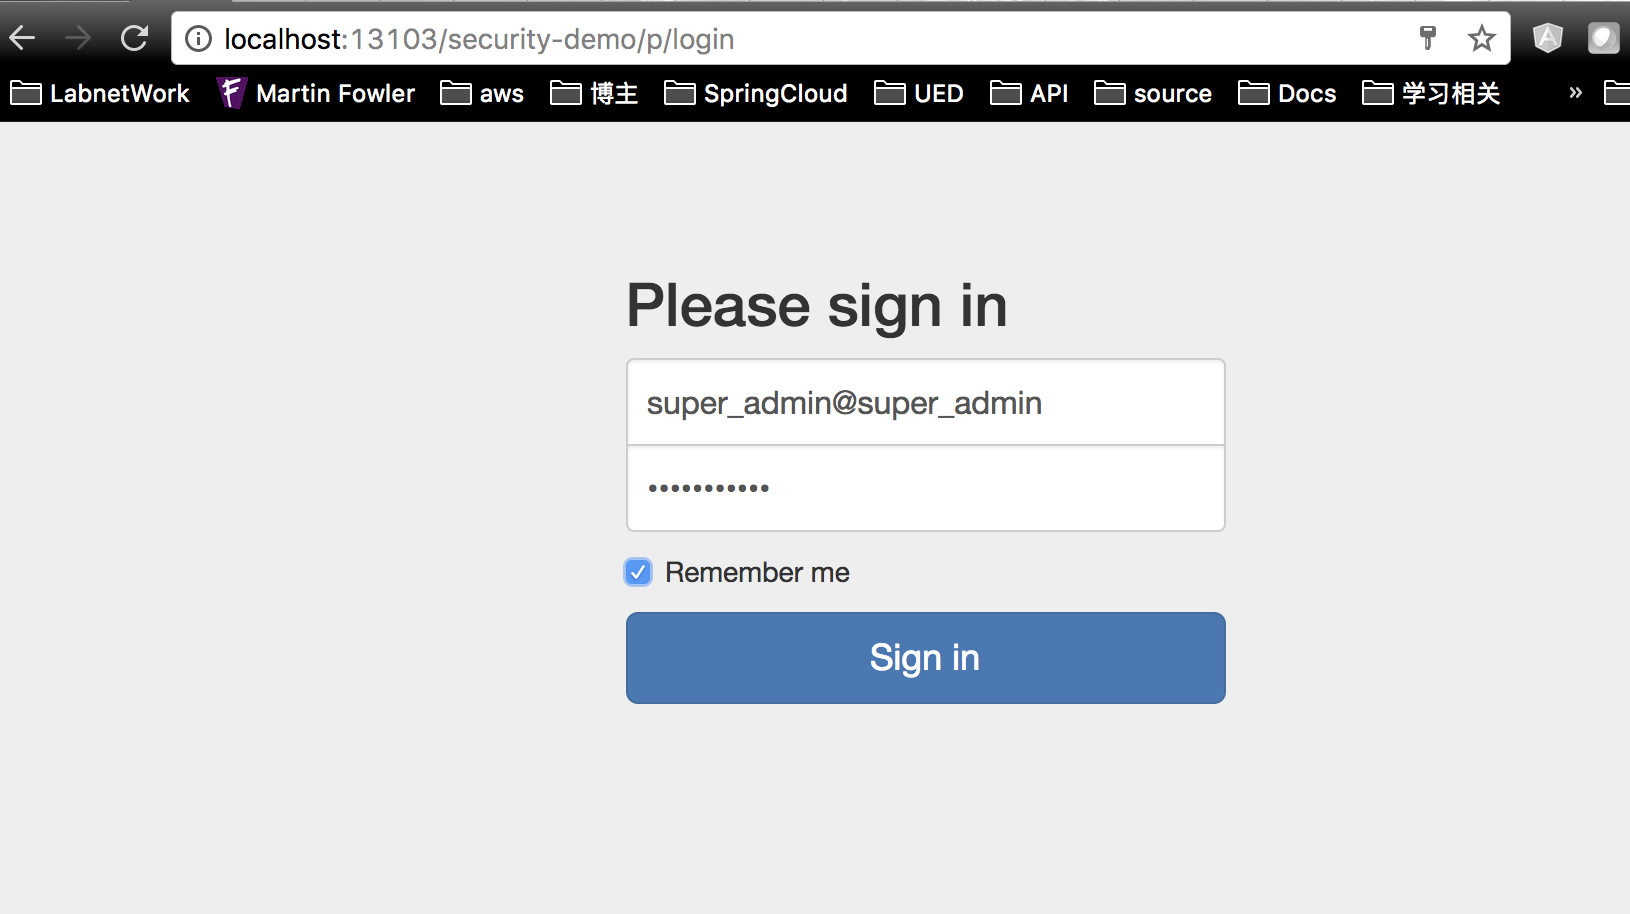 localhost:13103/security-demo/p/login
LabnetWork Martin Fowler aws 博主 SpringCloud UED API source Docs 学习相关 »
Please sign in
super_admin@super_admin
•••••••••••
Remember me
Sign in